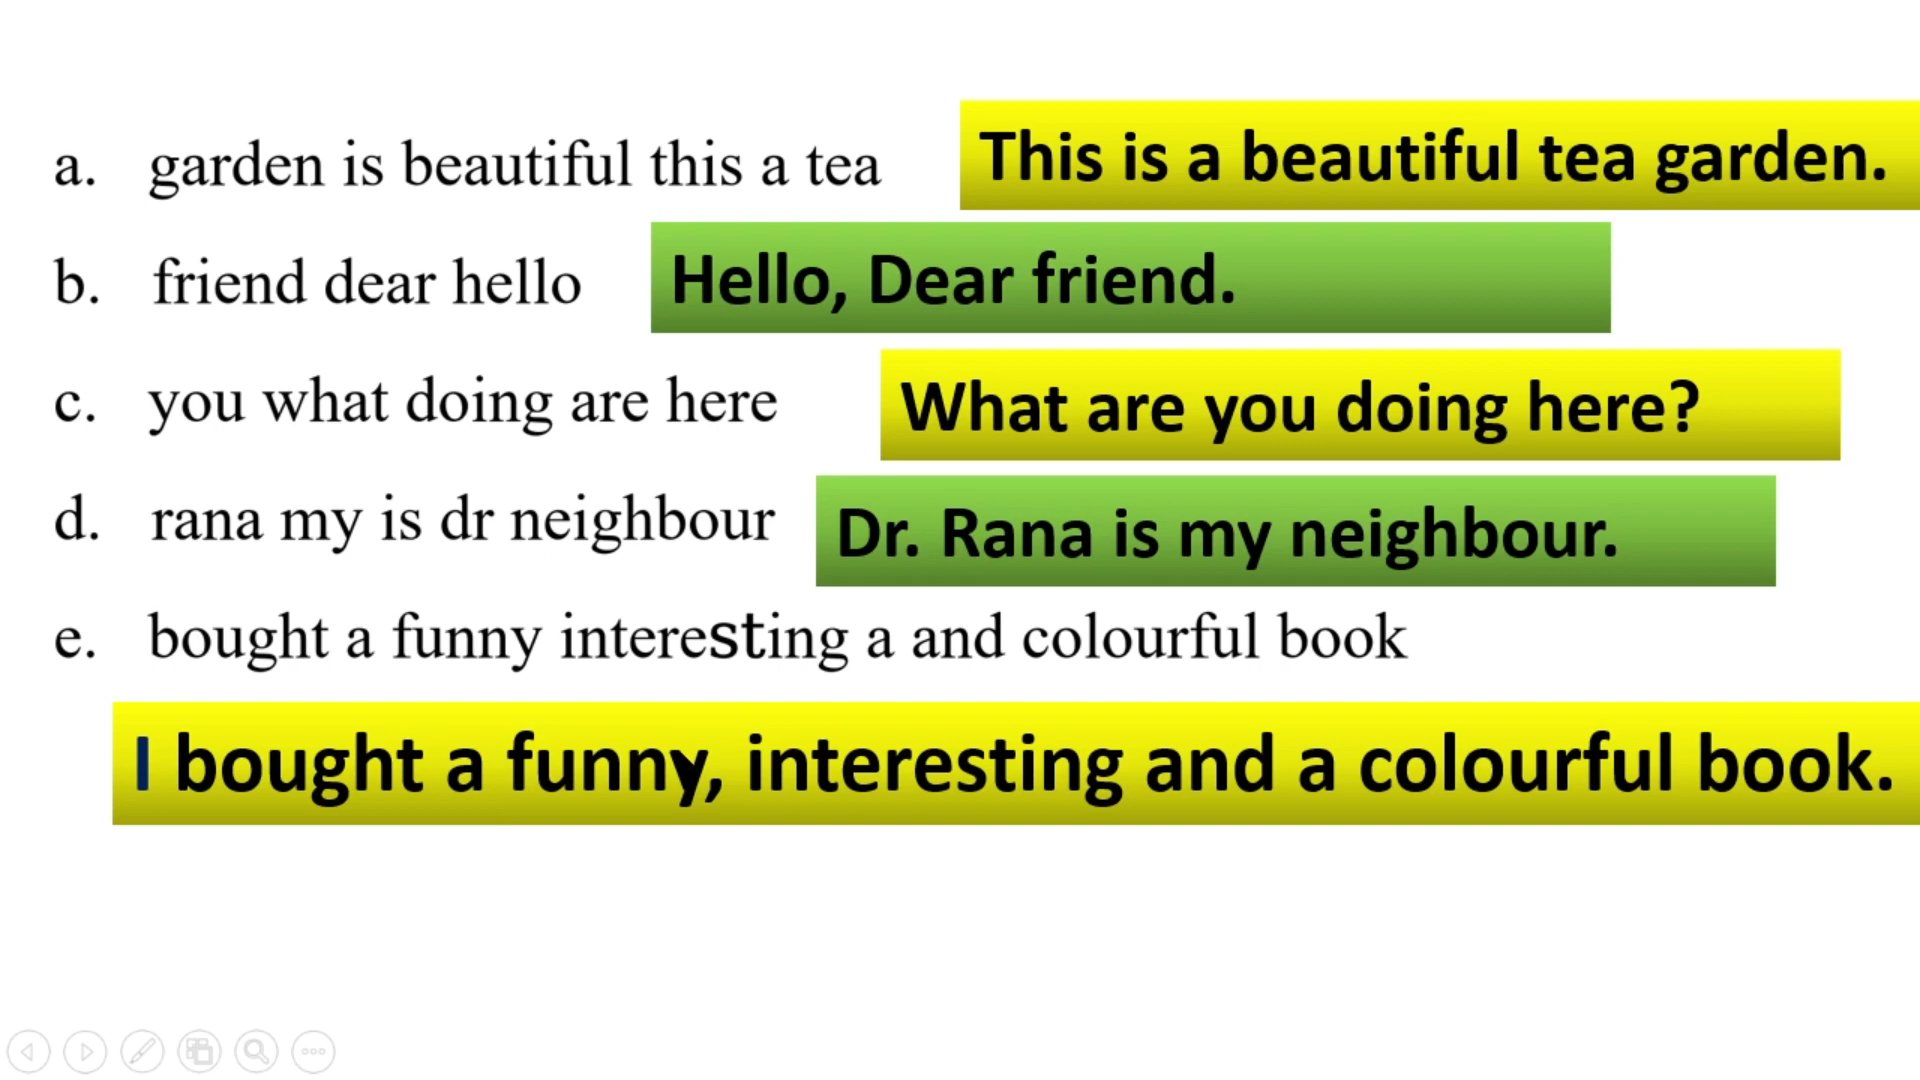 a. garden is beautiful this a tea This is a beautiful tea garden.
b. friend dear hello Hello, Dear friend.
c. you what doing are here What are you doing here?
d. rana my is dr neighbour Dr. Rana is my neighbour.
e. bought a funny interesting a and colourful book
I bought a funny, interesting and a colourful book.